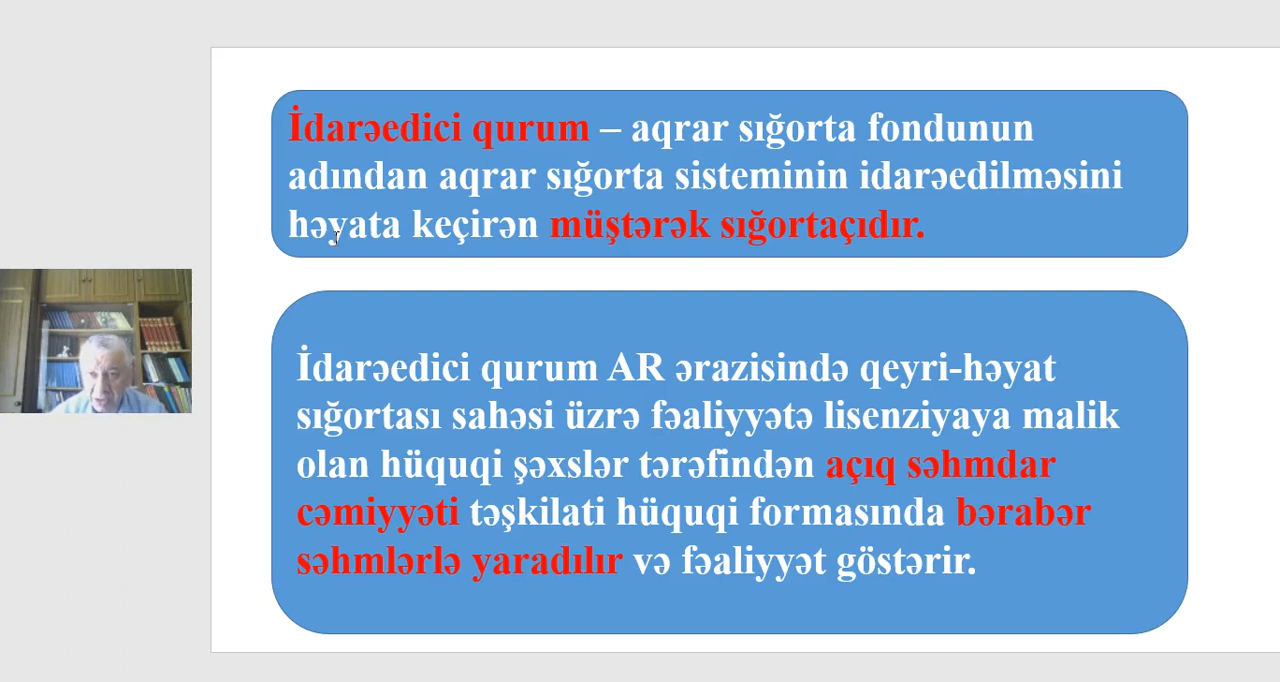 İdarəedici qurum – aqrar sığorta fondunun
adından aqrar sığorta sisteminin idarəedilməsini
həyata keçirən müştərək sığortaçıdır.
İdarəedici qurum AR ərazisində qeyri-həyat
sığortası sahəsi üzrə fəaliyyətə lisenziyaya malik
olan hüquqi şəxslər tərəfindən açıq səhmdar
cəmiyyəti təşkilati hüquqi formasında bərabər
səhmlərlə yaradılır və fəaliyyət göstərir.